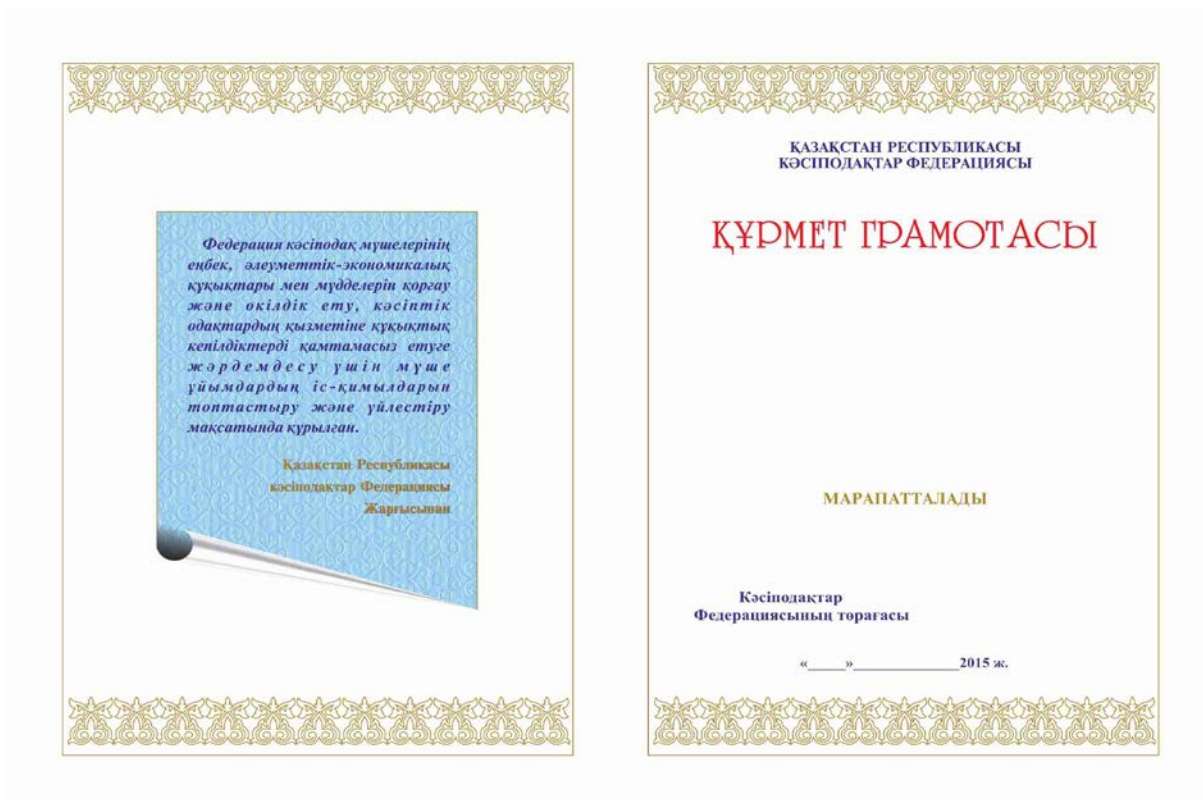 Федерация кәсіподақ мүшелерінің
еңбек, әлеуметтік-экономикалық
құқықтары мен мүдделерін қорғау
және өкілдік ету, кәсіптік
одақтардың қызметіне құқықтық
кепілдіктерді қамтамасыз етуге
жәрдемдесу үшін мүше
ұйымдардың іс-қимылдарын
топтастыру және үйлестіру
мақсатында құрылған.
Қазақстан Республикасы
кәсіподақтар Федерациясы
Жарғысынан
ҚАЗАҚСТАН РЕСПУБЛИКАСЫ
КӘСІПОДАҚТАР ФЕДЕРАЦИЯСЫ
ҚҰРМЕТ ГРАМОТАСЫ
МАРАПАТТАЛАДЫ
Кәсіподақтар
Федерациясының төрағасы
«_____»______________2015 ж.